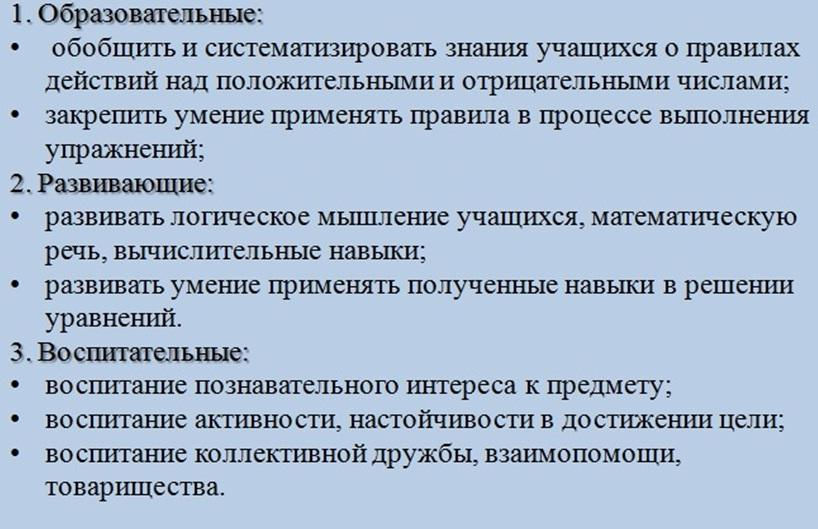 1. Образовательные:
• обобщить и систематизировать знания учащихся о правилах
действий над положительными и отрицательными числами;
• закрепить умение применять правила в процессе выполнения
упражнений;
2. Развивающие:
• развивать логическое мышление учащихся, математическую
речь, вычислительные навыки;
• развивать умение применять полученные навыки в решении
уравнений.
3. Воспитательные:
• воспитание познавательного интереса к предмету;
• воспитание активности, настойчивости в достижении цели;
• воспитание коллективной дружбы, взаимопомощи,
товарищества.